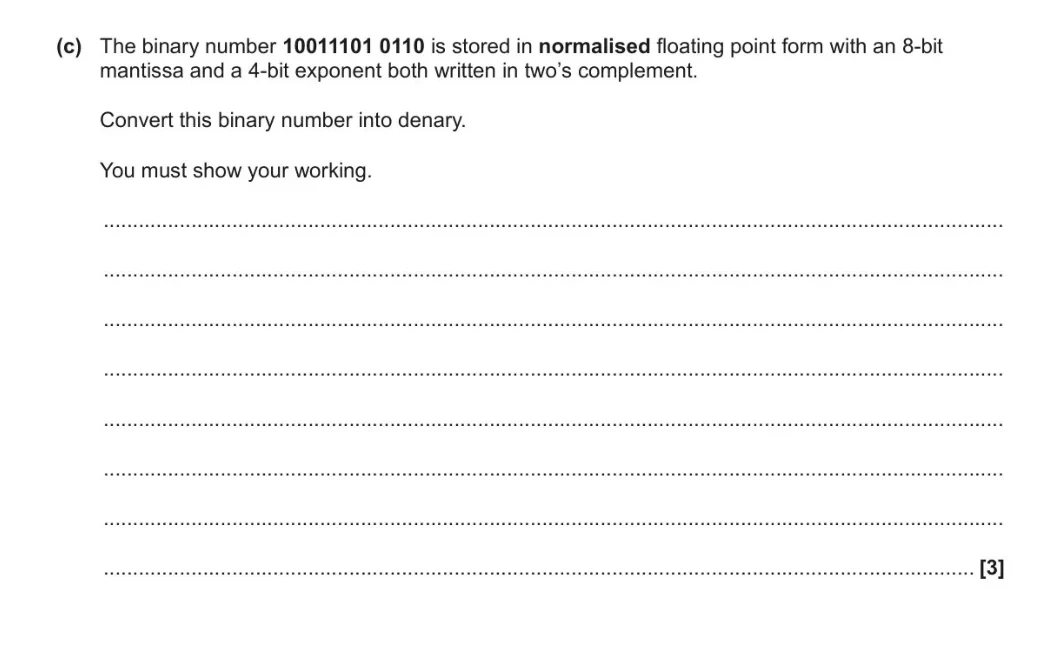 (c) The binary number 10011101 0110 is stored in normalised floating point form with an 8-bit
mantissa and a 4-bit exponent both written in two's complement.
Convert this binary number into denary.
You must show your working.
[3]